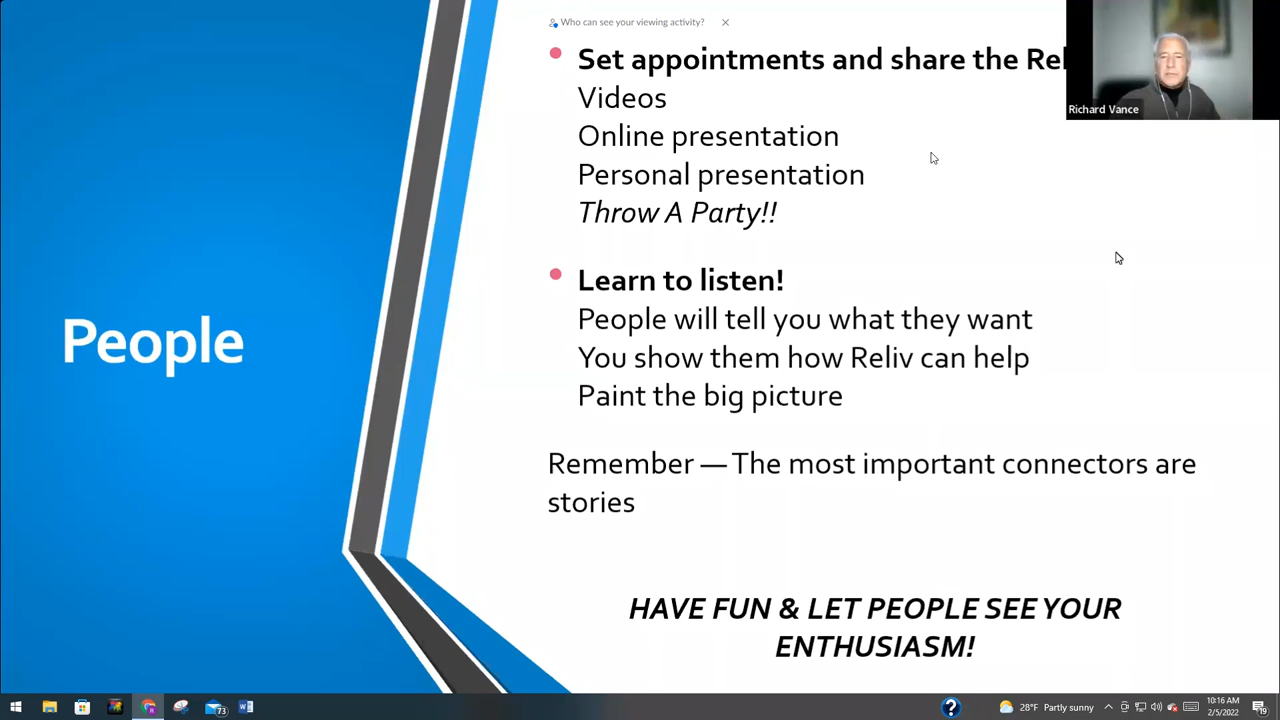 Who can see your viewing activity?
Set appointments and share the
Videos
Richard Vance
Online presentation
Personal presentation
Throw A Party!!
Learn to listen!
People will tell you what they want
People
You show them how Reliv can help
Paint the big picture
Remember — The most important connectors are
stories
HAVE FUN & LET PEOPLE SEE YOUR
ENTHUSIASM!
73
28°F Partly sunny
10:16 AM
2/5/2022
19